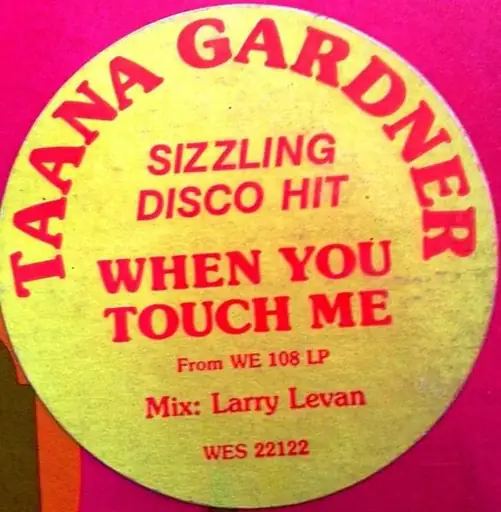 TAANA GARDNER
SIZZLING
DISCO HIT
WHEN YOU
TOUCH ME
From WE 108 LP
Mix: Larry Levan
WES 22122